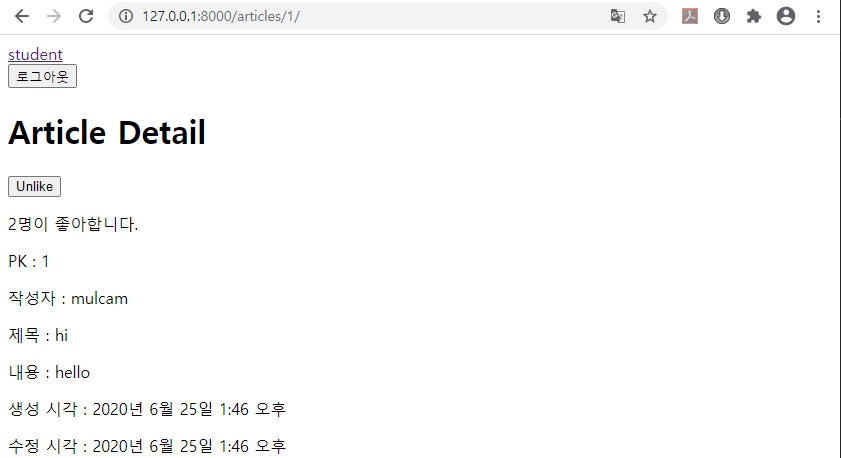 127.0.0.1:8000/articles/1/
student
로그아웃
Article Detail
Unlike
2명이 좋아합니다.
PK : 1
작성자 : mulcam
제목 : hi
내용 : hello
생성 시각 : 2020년 6월 25일 1:46 오후
수정 시각 : 2020년 6월 25일 1:46 오후